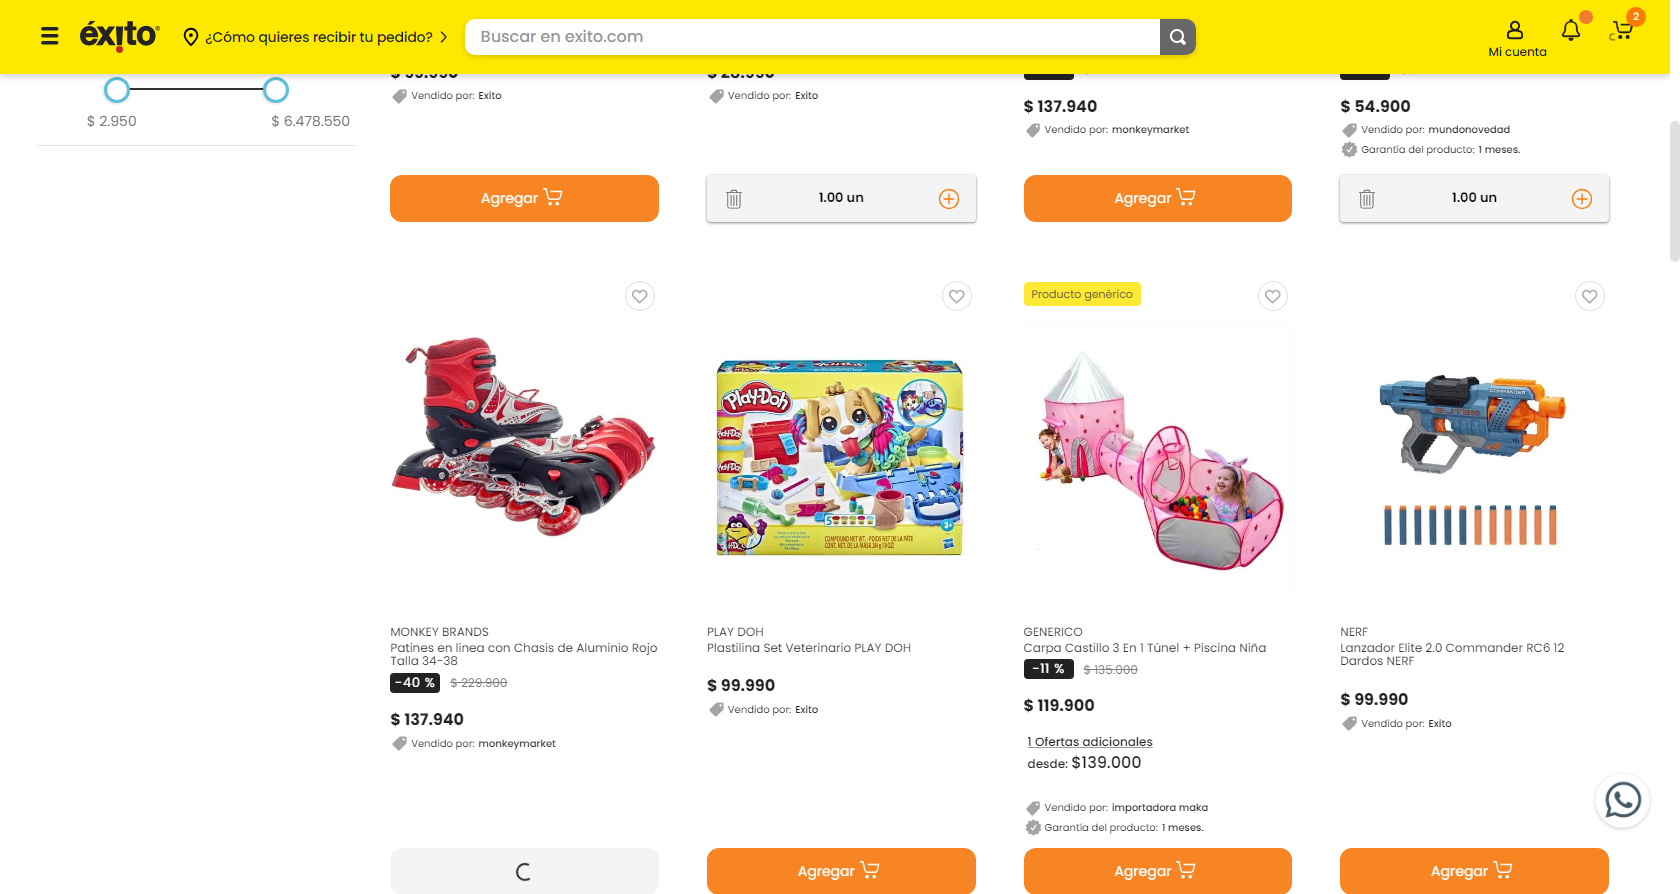 éxito
¿Cómo quieres recibir tu pedido?
Buscar en exito.com
Mi cuenta
2
$ 2.950
$ 6.478.550
Vendido por: Exito
Vendido por: Exito
$ 137.940
Vendido por: monkeymarket
$ 54.900
Vendido por: mundonovedad
Garantía del producto: 1 meses.
Agregar
1.00 un
Agregar
1.00 un
Producto genérico
Play-Doh
COMMANDER
MONKEY BRANDS
Patines en linea con Chasis de Aluminio Rojo
Talla 34-38
-40 % $ 229.900
$ 137.940
Vendido por: monkeymarket
PLAY DOH
Plastilina Set Veterinario PLAY DOH
$ 99.990
Vendido por: Exito
GENERICO
Carpa Castillo 3 En 1 Túnel + Piscina Niña
-11 % $ 135.000
$ 119.900
1 Ofertas adicionales
desde: $139.000
Vendido por: importadora maka
Garantía del producto: 1 meses.
NERF
Lanzador Elite 2.0 Commander RC6 12
Dardos NERF
$ 99.990
Vendido por: Exito
Agregar
Agregar
Agregar